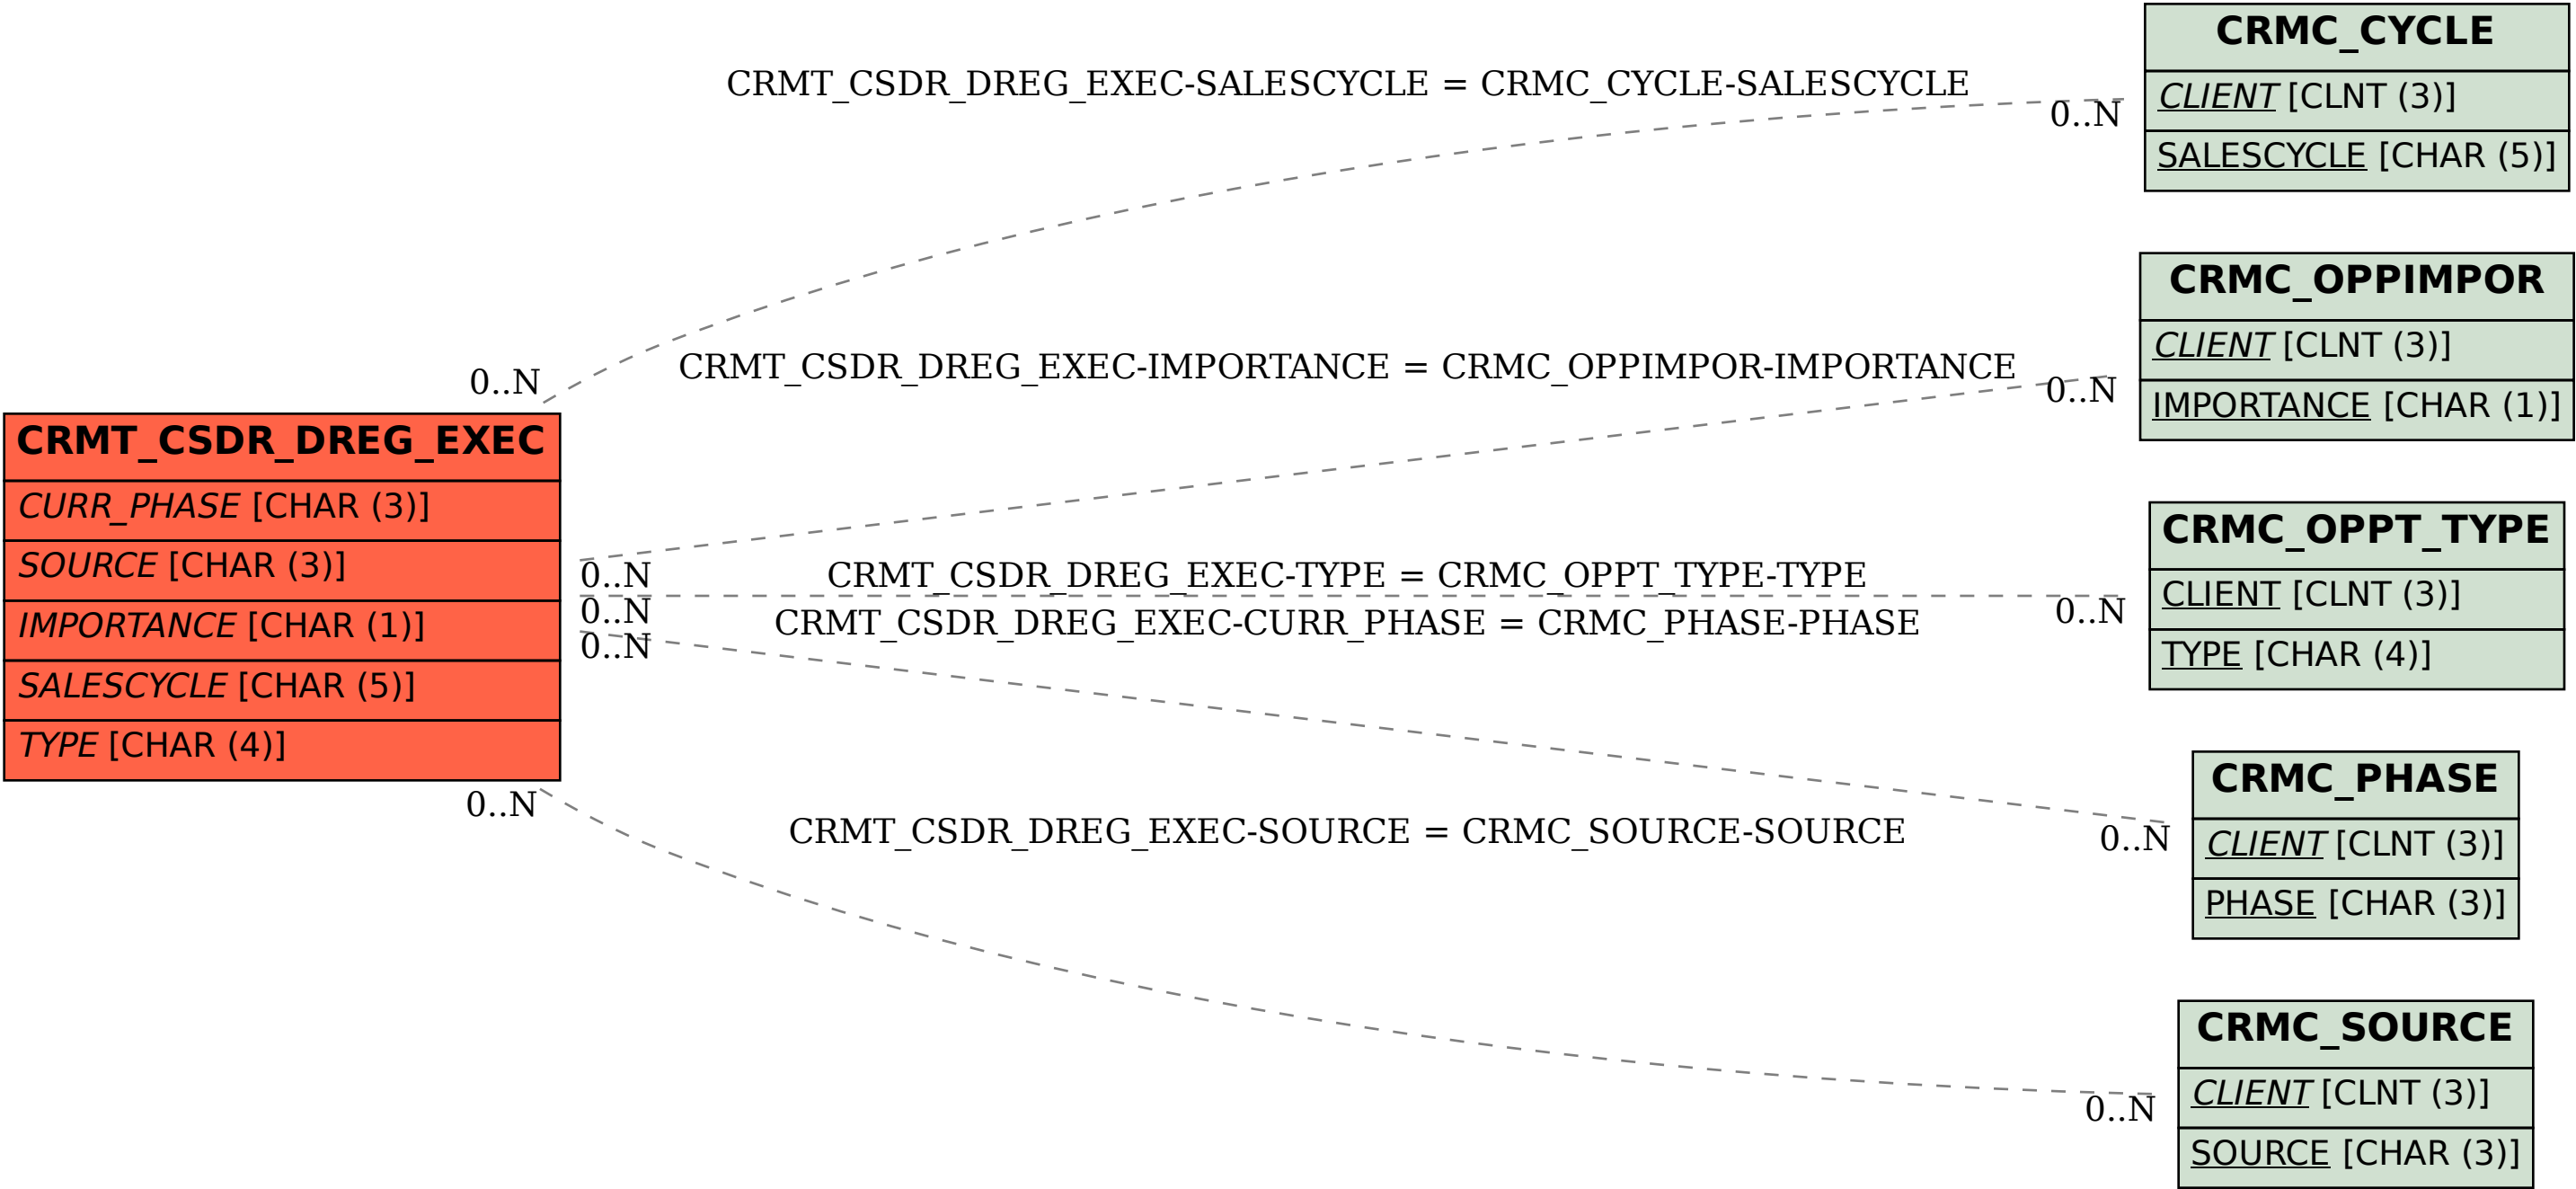 CRMC_CYCLE
CLIENT [CLNT (3)]
SALESCYCLE [CHAR (5)]
CRMT_CSDR_DREG_EXEC-SALESCYCLE = CRMC_CYCLE-SALESCYCLE
0..N
0..N
CRMC_OPPIMPOR
CLIENT [CLNT (3)]
IMPORTANCE [CHAR (1)]
CRMT_CSDR_DREG_EXEC-IMPORTANCE = CRMC_OPPIMPOR-IMPORTANCE
0..N
0..N
CRMT_CSDR_DREG_EXEC
CURR_PHASE [CHAR (3)]
SOURCE [CHAR (3)]
IMPORTANCE [CHAR (1)]
SALESCYCLE [CHAR (5)]
TYPE [CHAR (4)]
CRMT_CSDR_DREG_EXEC-TYPE = CRMC_OPPT_TYPE-TYPE
0..N
0..N
CRMC_OPPT_TYPE
CLIENT [CLNT (3)]
TYPE [CHAR (4)]
CRMT_CSDR_DREG_EXEC-CURR_PHASE = CRMC_PHASE-PHASE
0..N
0..N
CRMC_PHASE
CLIENT [CLNT (3)]
PHASE [CHAR (3)]
CRMT_CSDR_DREG_EXEC-SOURCE = CRMC_SOURCE-SOURCE
0..N
0..N
CRMC_SOURCE
CLIENT [CLNT (3)]
SOURCE [CHAR (3)]